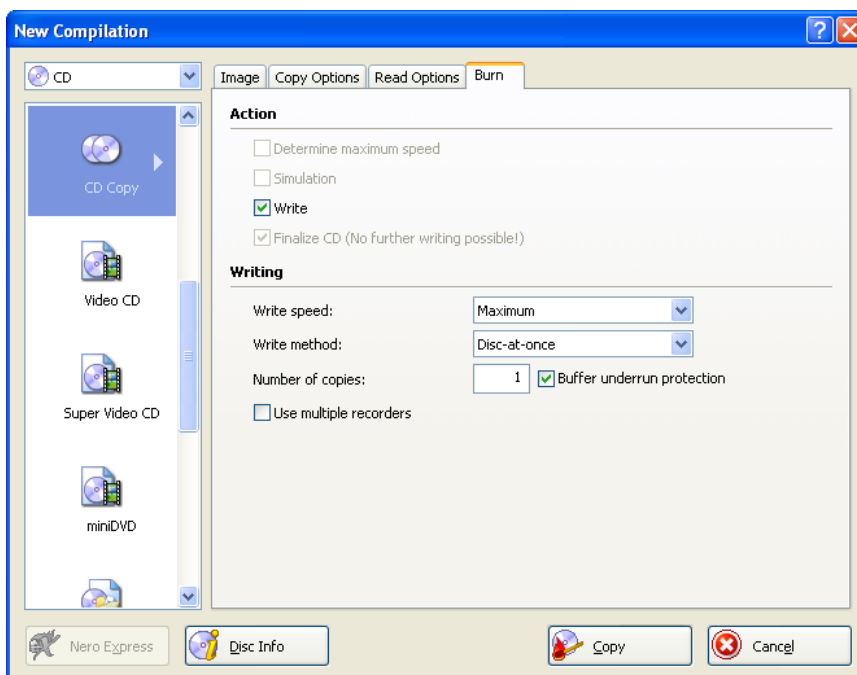 New Compilation
CD
Image Copy Options Read Options Burn
CD Copy
Video CD
Super Video CD
miniDVD
Action
Determine maximum speed
Simulation
Write
Finalize CD (No further writing possible!)
Writing
Write speed: Maximum
Write method: Disc-at-once
Number of copies: 1 Buffer underrun protection
Use multiple recorders
Nero Express Disc Info Copy Cancel